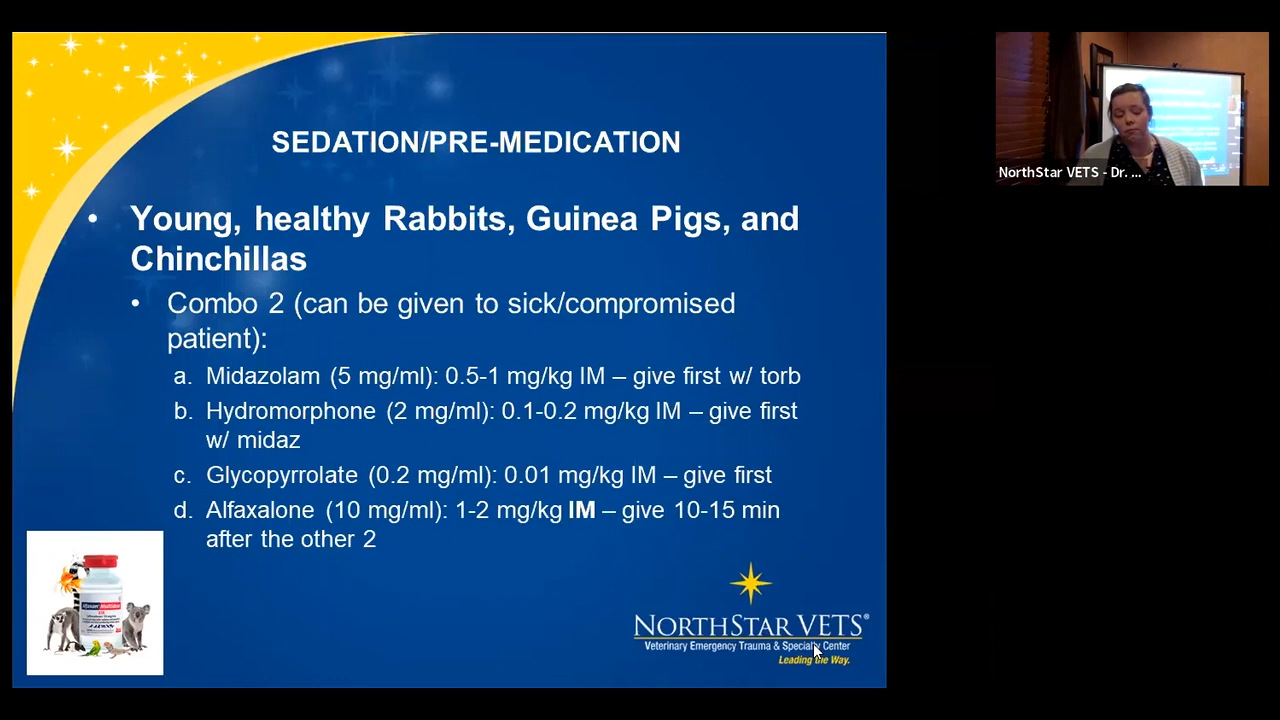 SEDATION/PRE-MEDICATION
• Young, healthy Rabbits, Guinea Pigs, and
Chinchillas
• Combo 2 (can be given to sick/compromised
patient):
a. Midazolam (5 mg/ml): 0.5-1 mg/kg IM – give first w/ torb
b. Hydromorphone (2 mg/ml): 0.1-0.2 mg/kg IM – give first
w/ midaz
c. Glycopyrrolate (0.2 mg/ml): 0.01 mg/kg IM – give first
d. Alfaxalone (10 mg/ml): 1-2 mg/kg IM – give 10-15 min
after the other 2
NORTHSTAR VETS®
Veterinary Emergency Trauma & Specialty Center
Leading the Way.
NorthStar VETS - Dr. ...